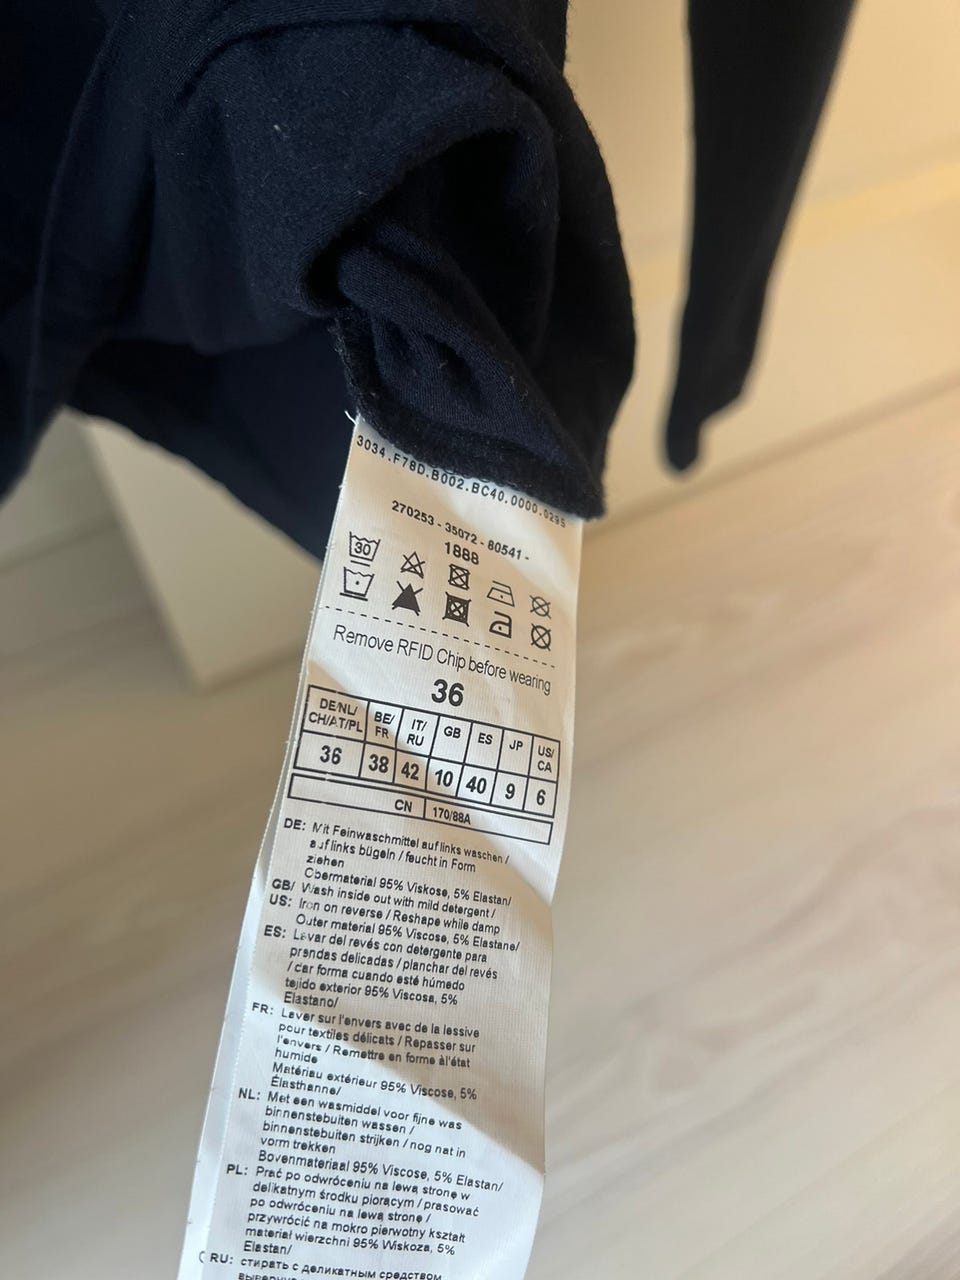 3034.F78D.B002.BC40.0000.0295
270253 - 35072 - 80541 -
1888
30
Remove RFID Chip before wearing
36
DE/NL/ CH/AT/PL BE/ FR IT/ RU GB ES JP US/ CA
36 38 42 10 40 9 6
CN 170/88A
DE: Mit Feinwaschmittel auf links waschen /
auf links bügeln / feucht in Form
ziehen
Obermaterial 95% Viskose, 5% Elastan/
GB/ Wash inside out with mild detergent /
US: Iron on reverse / Reshape while damp
Outer material 95% Viscose, 5% Elastane/
ES: Lavar del revés con detergente para
prendas delicadas / planchar del revés
/ dar forma cuando esté húmedo
tejido exterior 95% Viscosa, 5%
Elastano/
FR: Laver sur l'envers avec de la lessive
pour textiles délicats / Repasser sur
l'envers / Remettre en forme àl'état
humide
Matériau extérieur 95% Viscose, 5%
Élasthanne/
NL: Met een wasmiddel voor fijne was
binnenstebuiten wassen /
binnenstebuiten strijken / nog nat in
vorm trekken
Bovenmateriaal 95% Viscose, 5% Elastan/
PL: Prać po odwróceniu na lewą stronę w
delikatnym środku piorącym / prasować
po odwróceniu na lewą stronę /
przywrócić na mokro pierwotny kształt
materiał wierzchni 95% Wiskoza, 5%
Elastan/
RU: стирать с деликатным средством